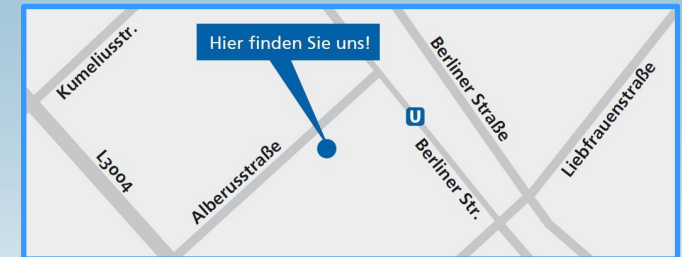 Kumeliusstr.
Hier finden Sie uns!
Berliner Straße
Liebfrauenstraße
U
L3004
Alberusstraße
Berliner Str.